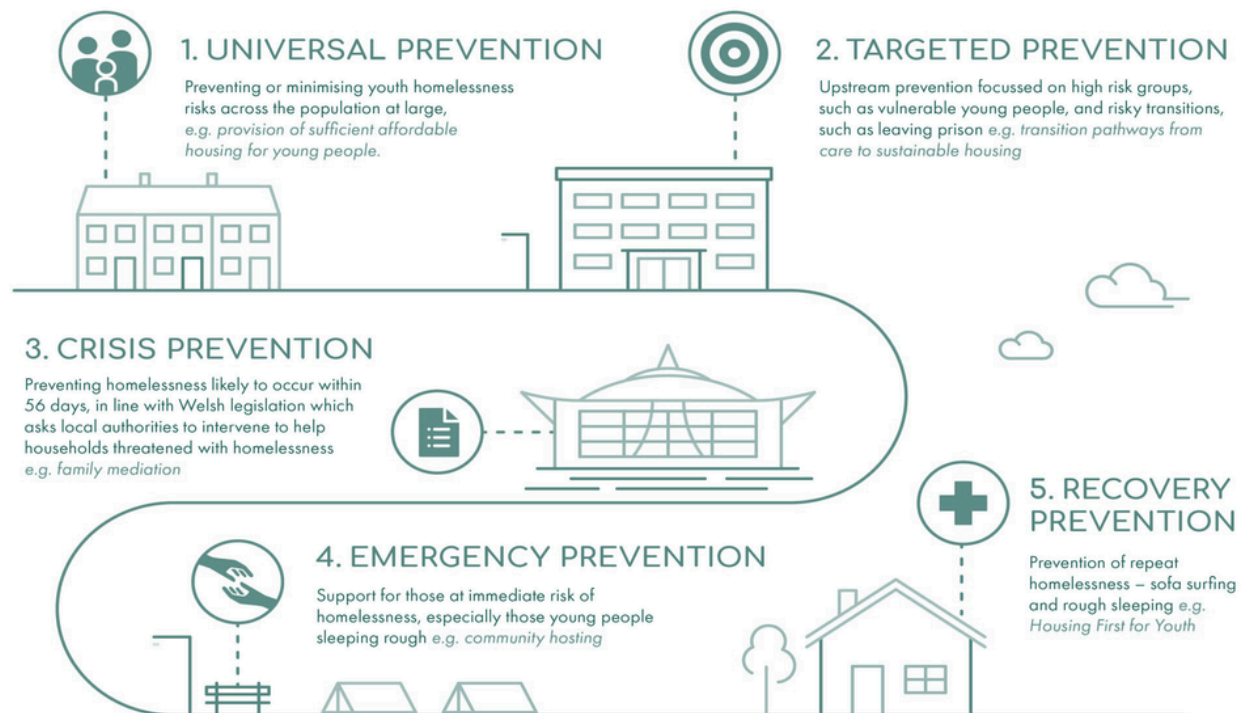 1. UNIVERSAL PREVENTION
Preventing or minimising youth homelessness
risks across the population at large,
e.g. provision of sufficient affordable
housing for young people.
2. TARGETED PREVENTION
Upstream prevention focussed on high risk groups,
such as vulnerable young people, and risky transitions,
such as leaving prison e.g. transition pathways from
care to sustainable housing
3. CRISIS PREVENTION
Preventing homelessness likely to occur within
56 days, in line with Welsh legislation which
asks local authorities to intervene to help
households threatened with homelessness
e.g. family mediation
4. EMERGENCY PREVENTION
Support for those at immediate risk of
homelessness, especially those young people
sleeping rough e.g. community hosting
5. RECOVERY
PREVENTION
Prevention of repeat
homelessness – sofa surfing
and rough sleeping e.g.
Housing First for Youth